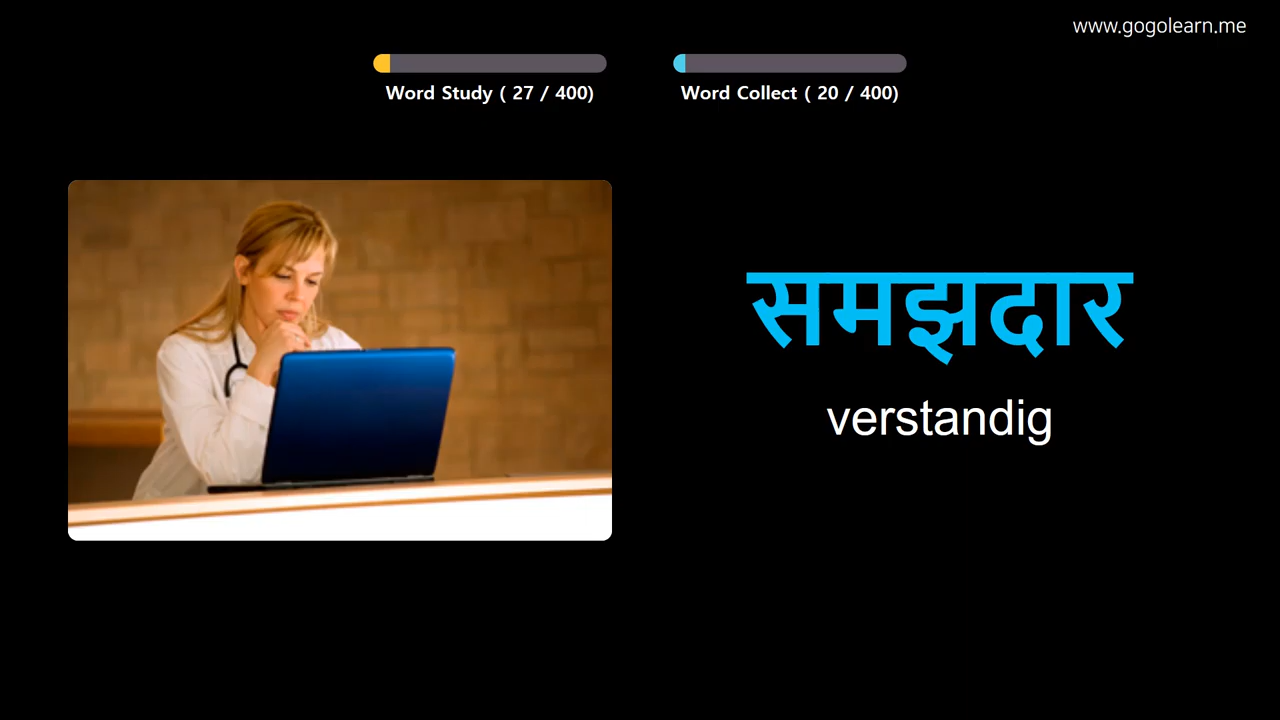 www.gogolearn.me
Word Study ( 27 / 400)
Word Collect ( 20 / 400)
समझदार
verstandig